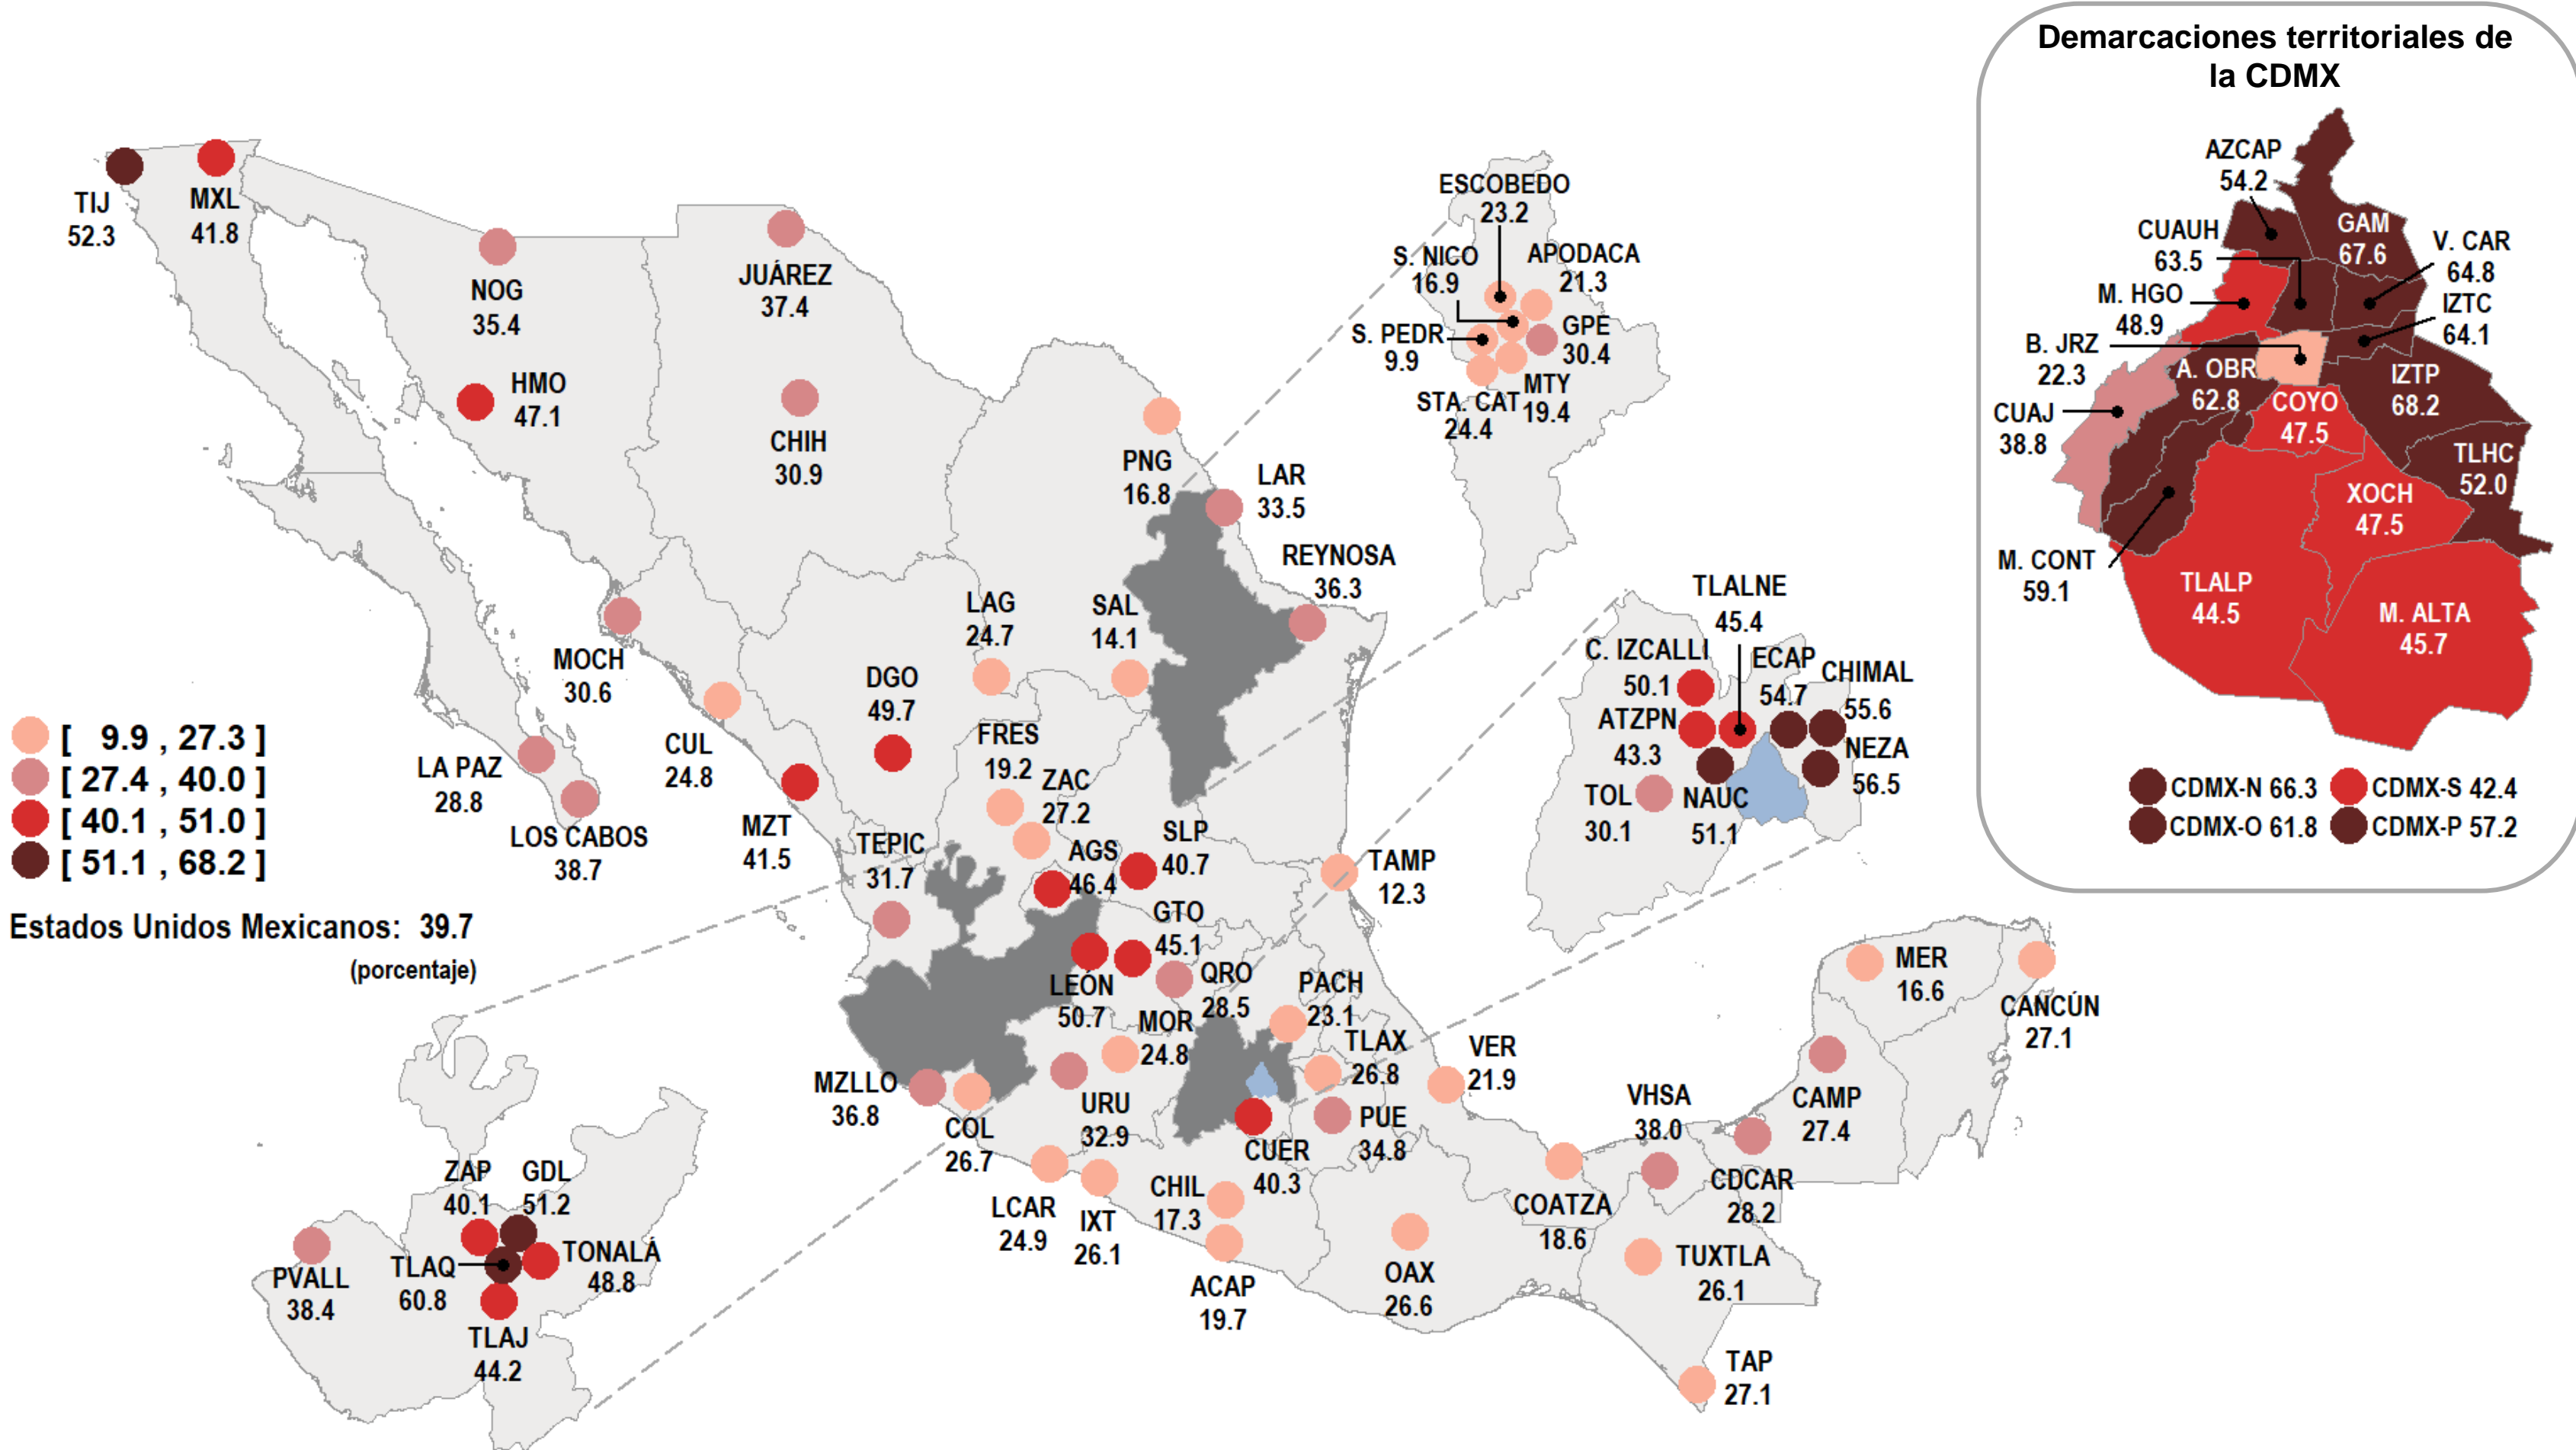 Demarcaciones territoriales de
la CDMX
AZCAP
54.2
CUAUH
63.5
GAM
67.6
V. CAR
64.8
M. HGO
48.9
IZTC
64.1
B. JRZ
22.3
A. OBR
62.8
IZTP
68.2
CUAJ
38.8
COYO
47.5
TLHC
52.0
XOCH
47.5
M. CONT
59.1
TLALP
44.5
M. ALTA
45.7
CDMX-N 66.3
CDMX-S 42.4
CDMX-O 61.8
CDMX-P 57.2
TIJ
52.3
MXL
41.8
NOG
35.4
JUÁREZ
37.4
HMO
47.1
CHIH
30.9
PNG
16.8
LAR
33.5
REYNOSA
36.3
ESCOBEDO
23.2
S. NICO
16.9
APODACA
21.3
S. PEDR
9.9
GPE
30.4
STA. CAT
24.4
MTY
19.4
LAG
24.7
SAL
14.1
MOCH
30.6
DGO
49.7
CUL
24.8
LA PAZ
28.8
LOS CABOS
38.7
MZT
41.5
FRES
19.2
ZAC
27.2
TEPIC
31.7
AGS
46.4
SLP
40.7
TAMP
12.3
GTO
45.1
LEÓN
50.7
QRO
28.5
PACH
23.1
MOR
24.8
TLAX
26.8
VER
21.9
MZLLO
36.8
COL
26.7
URU
32.9
PUE
34.8
CUER
40.3
LCAR
24.9
IXT
26.1
CHIL
17.3
ACAP
19.7
OAX
26.6
COATZA
18.6
VHSA
38.0
CDCAR
28.2
CAMP
27.4
MER
16.6
CANCÚN
27.1
TUXTLA
26.1
TAP
27.1
TLALNE
45.4
C. IZCALLI
50.1
ECAP
54.7
CHIMAL
55.6
ATZPN
43.3
NEZA
56.5
TOL
30.1
NAUC
51.1
[ 9.9 , 27.3 ]
[ 27.4 , 40.0 ]
[ 40.1 , 51.0 ]
[ 51.1 , 68.2 ]
Estados Unidos Mexicanos: 39.7
(porcentaje)
ZAP
40.1
GDL
51.2
PVALL
38.4
TLAQ
60.8
TONALÁ
48.8
TLAJ
44.2